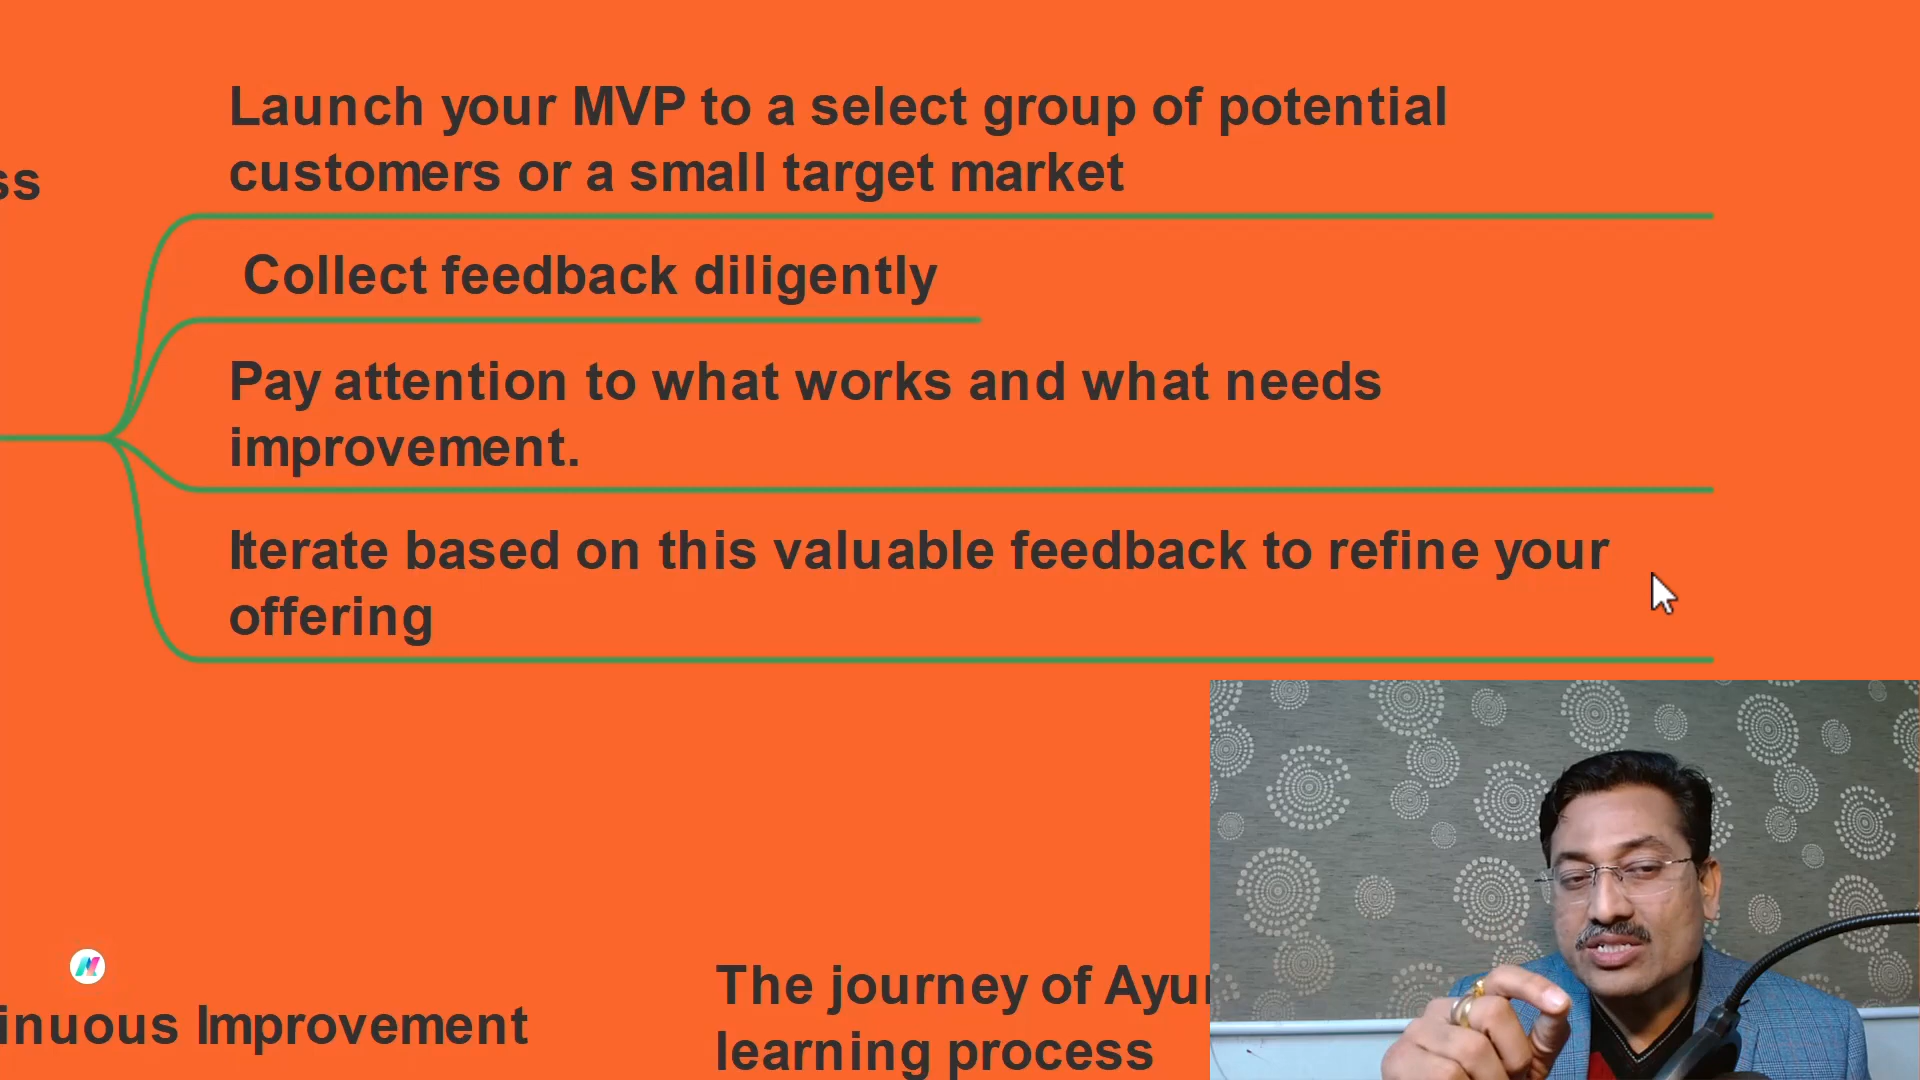 Launch your MVP to a select group of potential
customers or a small target market
ss
Collect feedback diligently
Pay attention to what works and what needs
improvement.
Iterate based on this valuable feedback to refine your
offering
The journey of Ayur
inuous Improvement
learning process